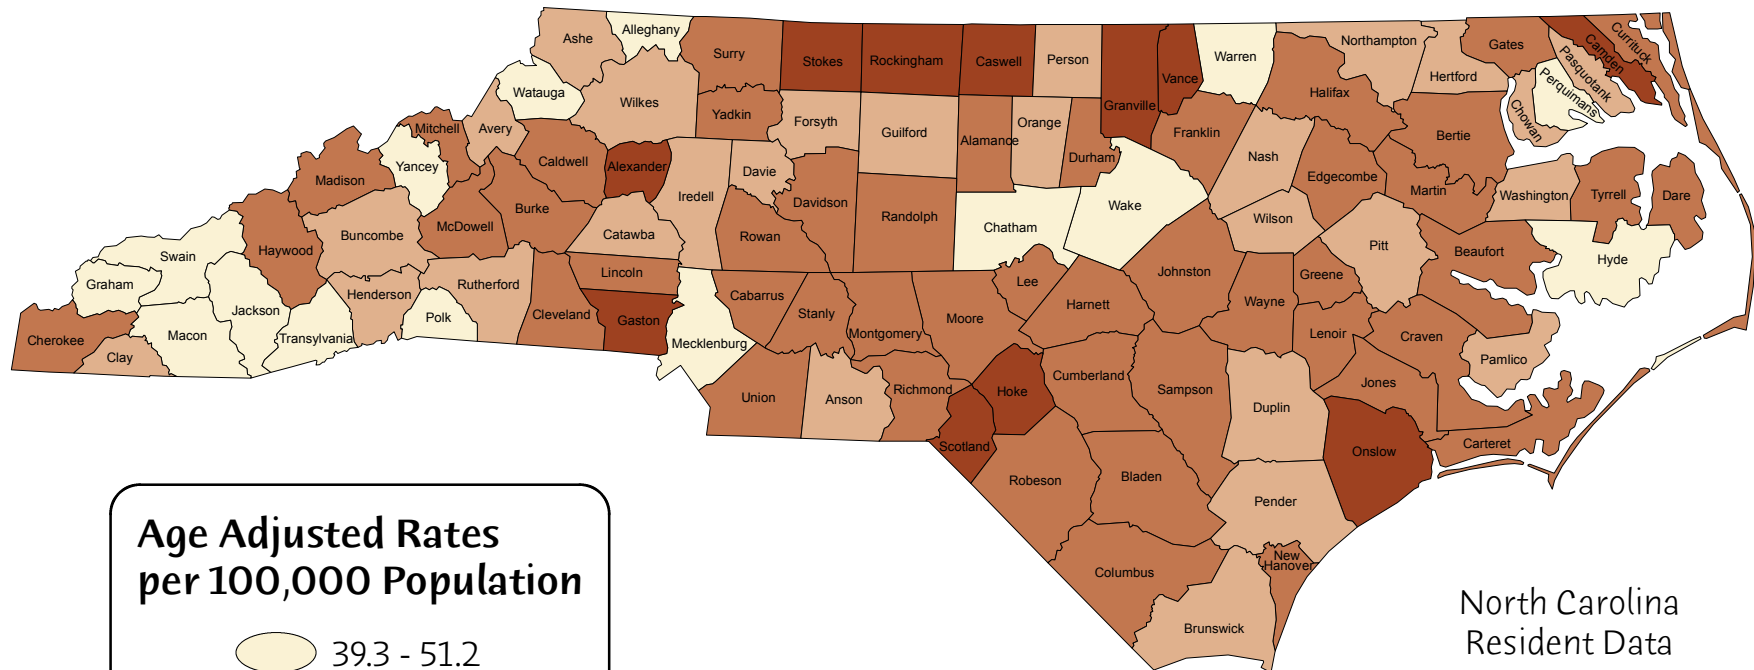 Alleghany
Ashe
Surry
Stokes
Rockingham
Caswell
Person
Vance
Warren
Northampton
Gates
Camden
Currituck
Hertford
Pasquotank
Perquimans
Chowan
Watauga
Wilkes
Granville
Halifax
Mitchell
Avery
Yadkin
Forsyth
Guilford
Alamance
Orange
Durham
Franklin
Bertie
Madison
Yancey
Caldwell
Alexander
Iredell
Davie
Nash
Edgecombe
Martin
Washington
Tyrrell
Dare
McDowell
Burke
Davidson
Randolph
Chatham
Wake
Wilson
Pitt
Beaufort
Hyde
Swain
Haywood
Buncombe
Catawba
Rowan
Graham
Jackson
Henderson
Rutherford
Lincoln
Cabarrus
Stanly
Lee
Harnett
Johnston
Wayne
Greene
Cherokee
Clay
Macon
Transylvania
Polk
Cleveland
Gaston
Mecklenburg
Montgomery
Moore
Lenoir
Craven
Pamlico
Union
Anson
Richmond
Hoke
Cumberland
Sampson
Duplin
Jones
Scotland
Robeson
Bladen
Pender
Onslow
Carteret
Columbus
Brunswick
New
Hanover
Age Adjusted Rates
per 100,000 Population
39.3 - 51.2
North Carolina
Resident Data